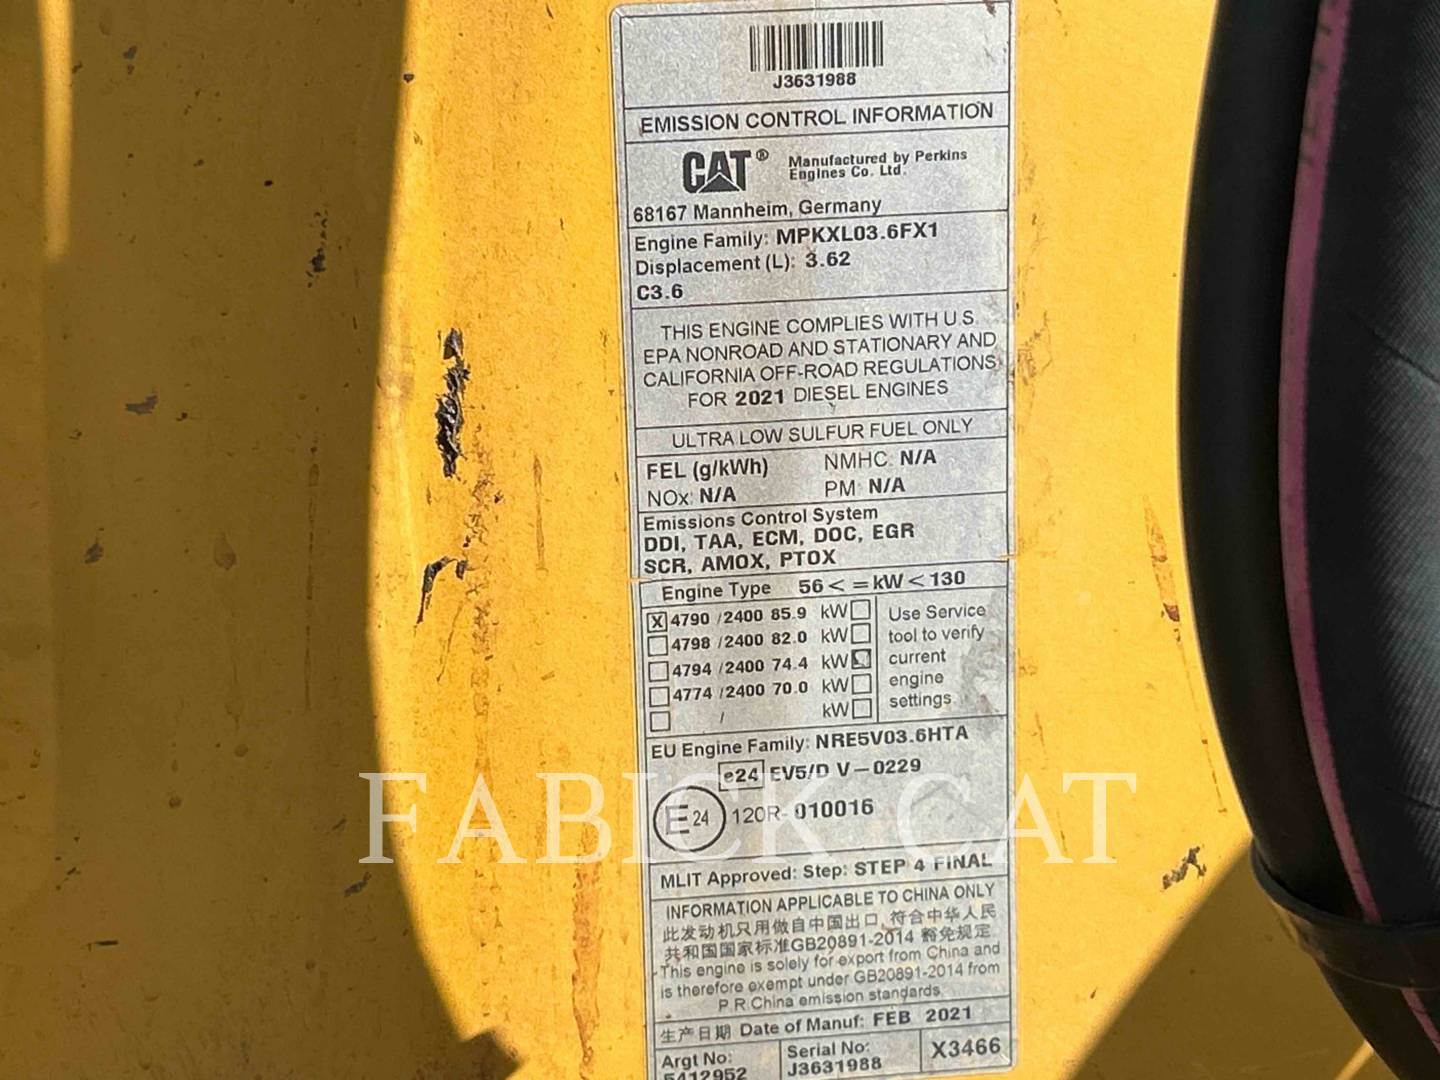 J3631988
EMISSION CONTROL INFORMATION
CAT® Manufactured by Perkins
Engines Co. Ltd.
68167 Mannheim, Germany
Engine Family: MPKXL03.6FX1
Displacement (L): 3.62
C3.6
THIS ENGINE COMPLIES WITH U.S.
EPA NONROAD AND STATIONARY AND
CALIFORNIA OFF-ROAD REGULATIONS
FOR 2021 DIESEL ENGINES
ULTRA LOW SULFUR FUEL ONLY
FEL (g/kWh) NMHC: N/A
NOx: N/A PM: N/A
Emissions Control System
DDI, TAA, ECM, DOC, EGR
SCR, AMOX, PTOX
Engine Type 56 < = kW < 130
X 4790 /2400 85.9 kW
4798 /2400 82.0 kW
4794 /2400 74.4 kW
4774 /2400 70.0 kW
/ kW
Use Service
tool to verify
current
engine
settings
EU Engine Family: NRE5V03.6HTA
e24 EV5/D V-0229
E24 120R- 010016
FABICK CAT
MLIT Approved: Step: STEP 4 FINAL
INFORMATION APPLICABLE TO CHINA ONLY
此发动机只用做自中国出口, 符合中华人民
共和国国家标准GB20891-2014 豁免规定
This engine is solely for export from China and
is therefore exempt under GB20891-2014 from
P.R.China emission standards.
生产日期 Date of Manuf: FEB 2021
Argt No: Serial No: X3466
5412952 J3631988